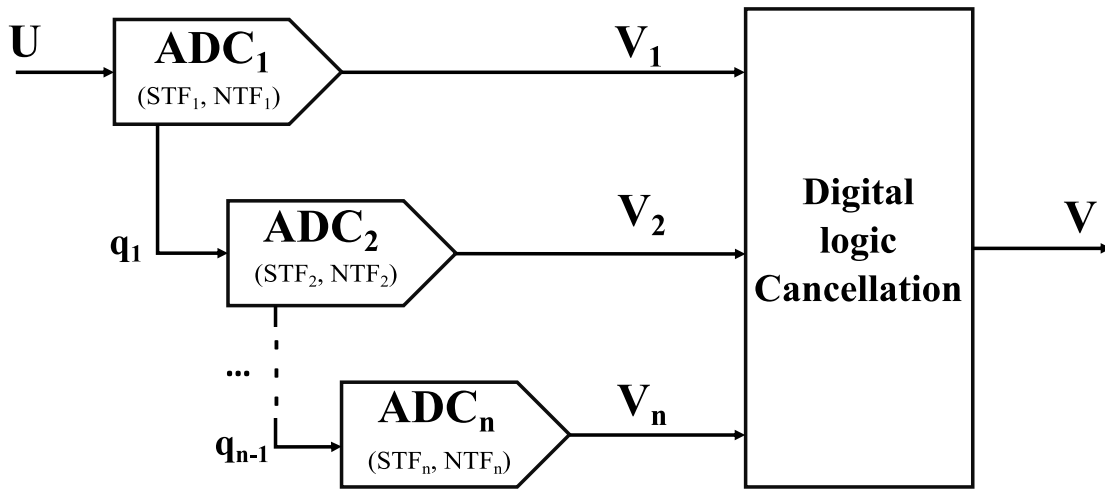 U
ADC₁
(STF₁, NTF₁)
V₁
q₁
ADC₂
(STF₂, NTF₂)
V₂
...
qₙ₋₁
ADCₙ
(STFₙ, NTFₙ)
Vₙ
Digital
logic
Cancellation
V